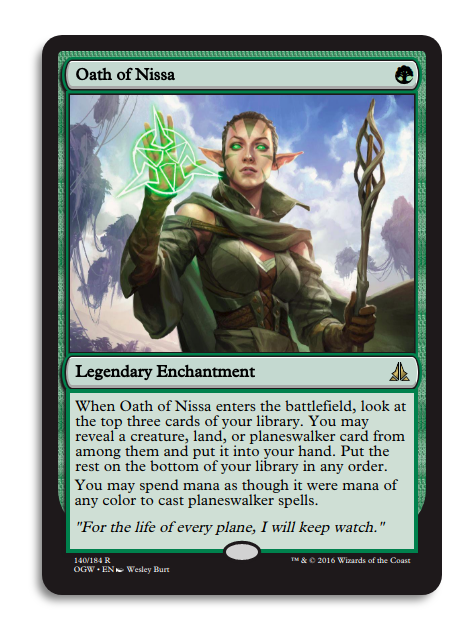 Oath of Nissa
Legendary Enchantment
When Oath of Nissa enters the battlefield, look at
the top three cards of your library. You may
reveal a creature, land, or planeswalker card from
among them and put it into your hand. Put the
rest on the bottom of your library in any order.
You may spend mana as though it were mana of
any color to cast planeswalker spells.
"For the life of every plane, I will keep watch."
140/184 R
OGW • EN Wesley Burt
™ & © 2016 Wizards of the Coast